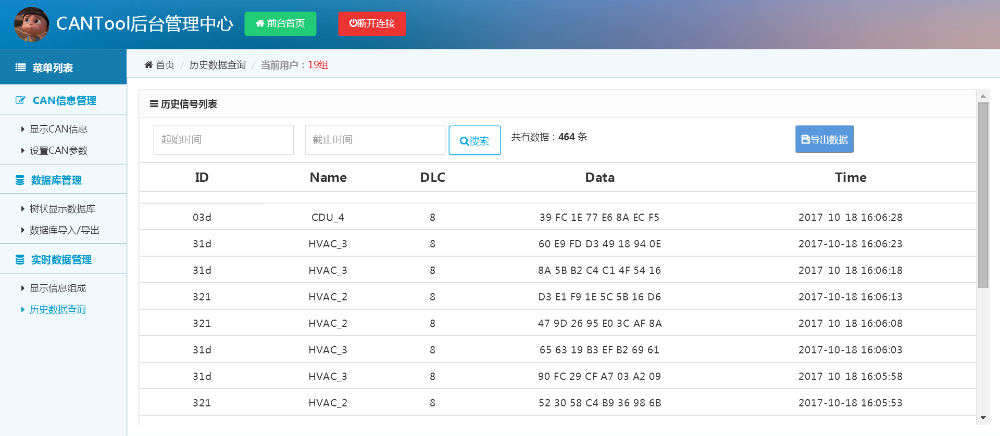 CANTool后台管理中心 前台首页 断开连接
菜单列表
首页 / 历史数据查询 / 当前用户：19组
CAN信息管理
显示CAN信息
设置CAN参数
数据库管理
树状显示数据库
数据库导入/导出
实时数据管理
显示信息组成
历史数据查询
历史信号列表
起始时间 截止时间 搜索 共有数据：464 条 导出数据
ID Name DLC Data Time
03d CDU_4 8 39 FC 1E 77 E6 8A EC F5 2017-10-18 16:06:28
31d HVAC_3 8 60 E9 FD D3 49 18 94 0E 2017-10-18 16:06:23
31d HVAC_3 8 8A 5B B2 C4 C1 4F 54 16 2017-10-18 16:06:18
321 HVAC_2 8 D3 E1 F9 1E 5C 5B 16 D6 2017-10-18 16:06:13
321 HVAC_2 8 47 9D 26 95 E0 3C AF 8A 2017-10-18 16:06:08
31d HVAC_3 8 65 63 19 B3 EF B2 69 61 2017-10-18 16:06:03
31d HVAC_3 8 90 FC 29 CF A7 03 A2 09 2017-10-18 16:05:58
321 HVAC_2 8 52 30 58 C4 B9 36 98 6B 2017-10-18 16:05:53